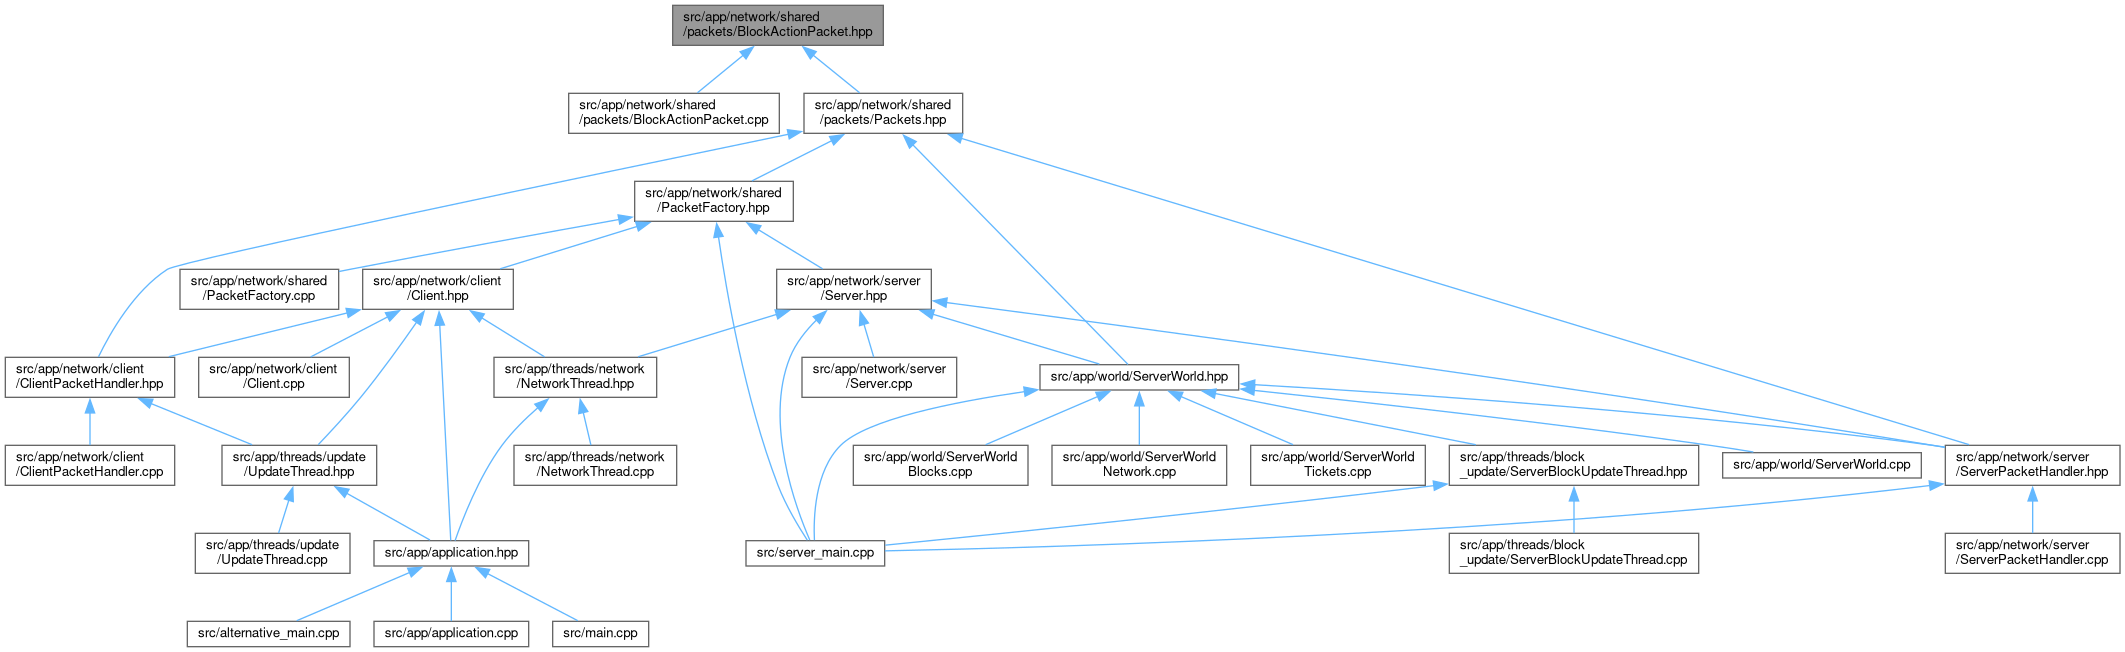 src/app/network/shared
/packets/BlockActionPacket.hpp
src/app/network/shared
/packets/BlockActionPacket.cpp
src/app/network/shared
/packets/Packets.hpp
src/app/network/shared
/PacketFactory.hpp
src/app/network/shared
/PacketFactory.cpp
src/app/network/client
/Client.hpp
src/app/network/server
/Server.hpp
src/app/network/client
/ClientPacketHandler.hpp
src/app/network/client
/Client.cpp
src/app/threads/network
/NetworkThread.hpp
src/app/network/server
/Server.cpp
src/app/world/ServerWorld.hpp
src/app/network/client
/ClientPacketHandler.cpp
src/app/threads/update
/UpdateThread.hpp
src/app/threads/network
/NetworkThread.cpp
src/app/world/ServerWorld
Blocks.cpp
src/app/world/ServerWorld
Network.cpp
src/app/world/ServerWorld
Tickets.cpp
src/app/threads/block
_update/ServerBlockUpdateThread.hpp
src/app/world/ServerWorld.cpp
src/app/network/server
/ServerPacketHandler.hpp
src/app/threads/update
/UpdateThread.cpp
src/app/application.hpp
src/server_main.cpp
src/app/threads/block
_update/ServerBlockUpdateThread.cpp
src/app/network/server
/ServerPacketHandler.cpp
src/alternative_main.cpp
src/app/application.cpp
src/main.cpp